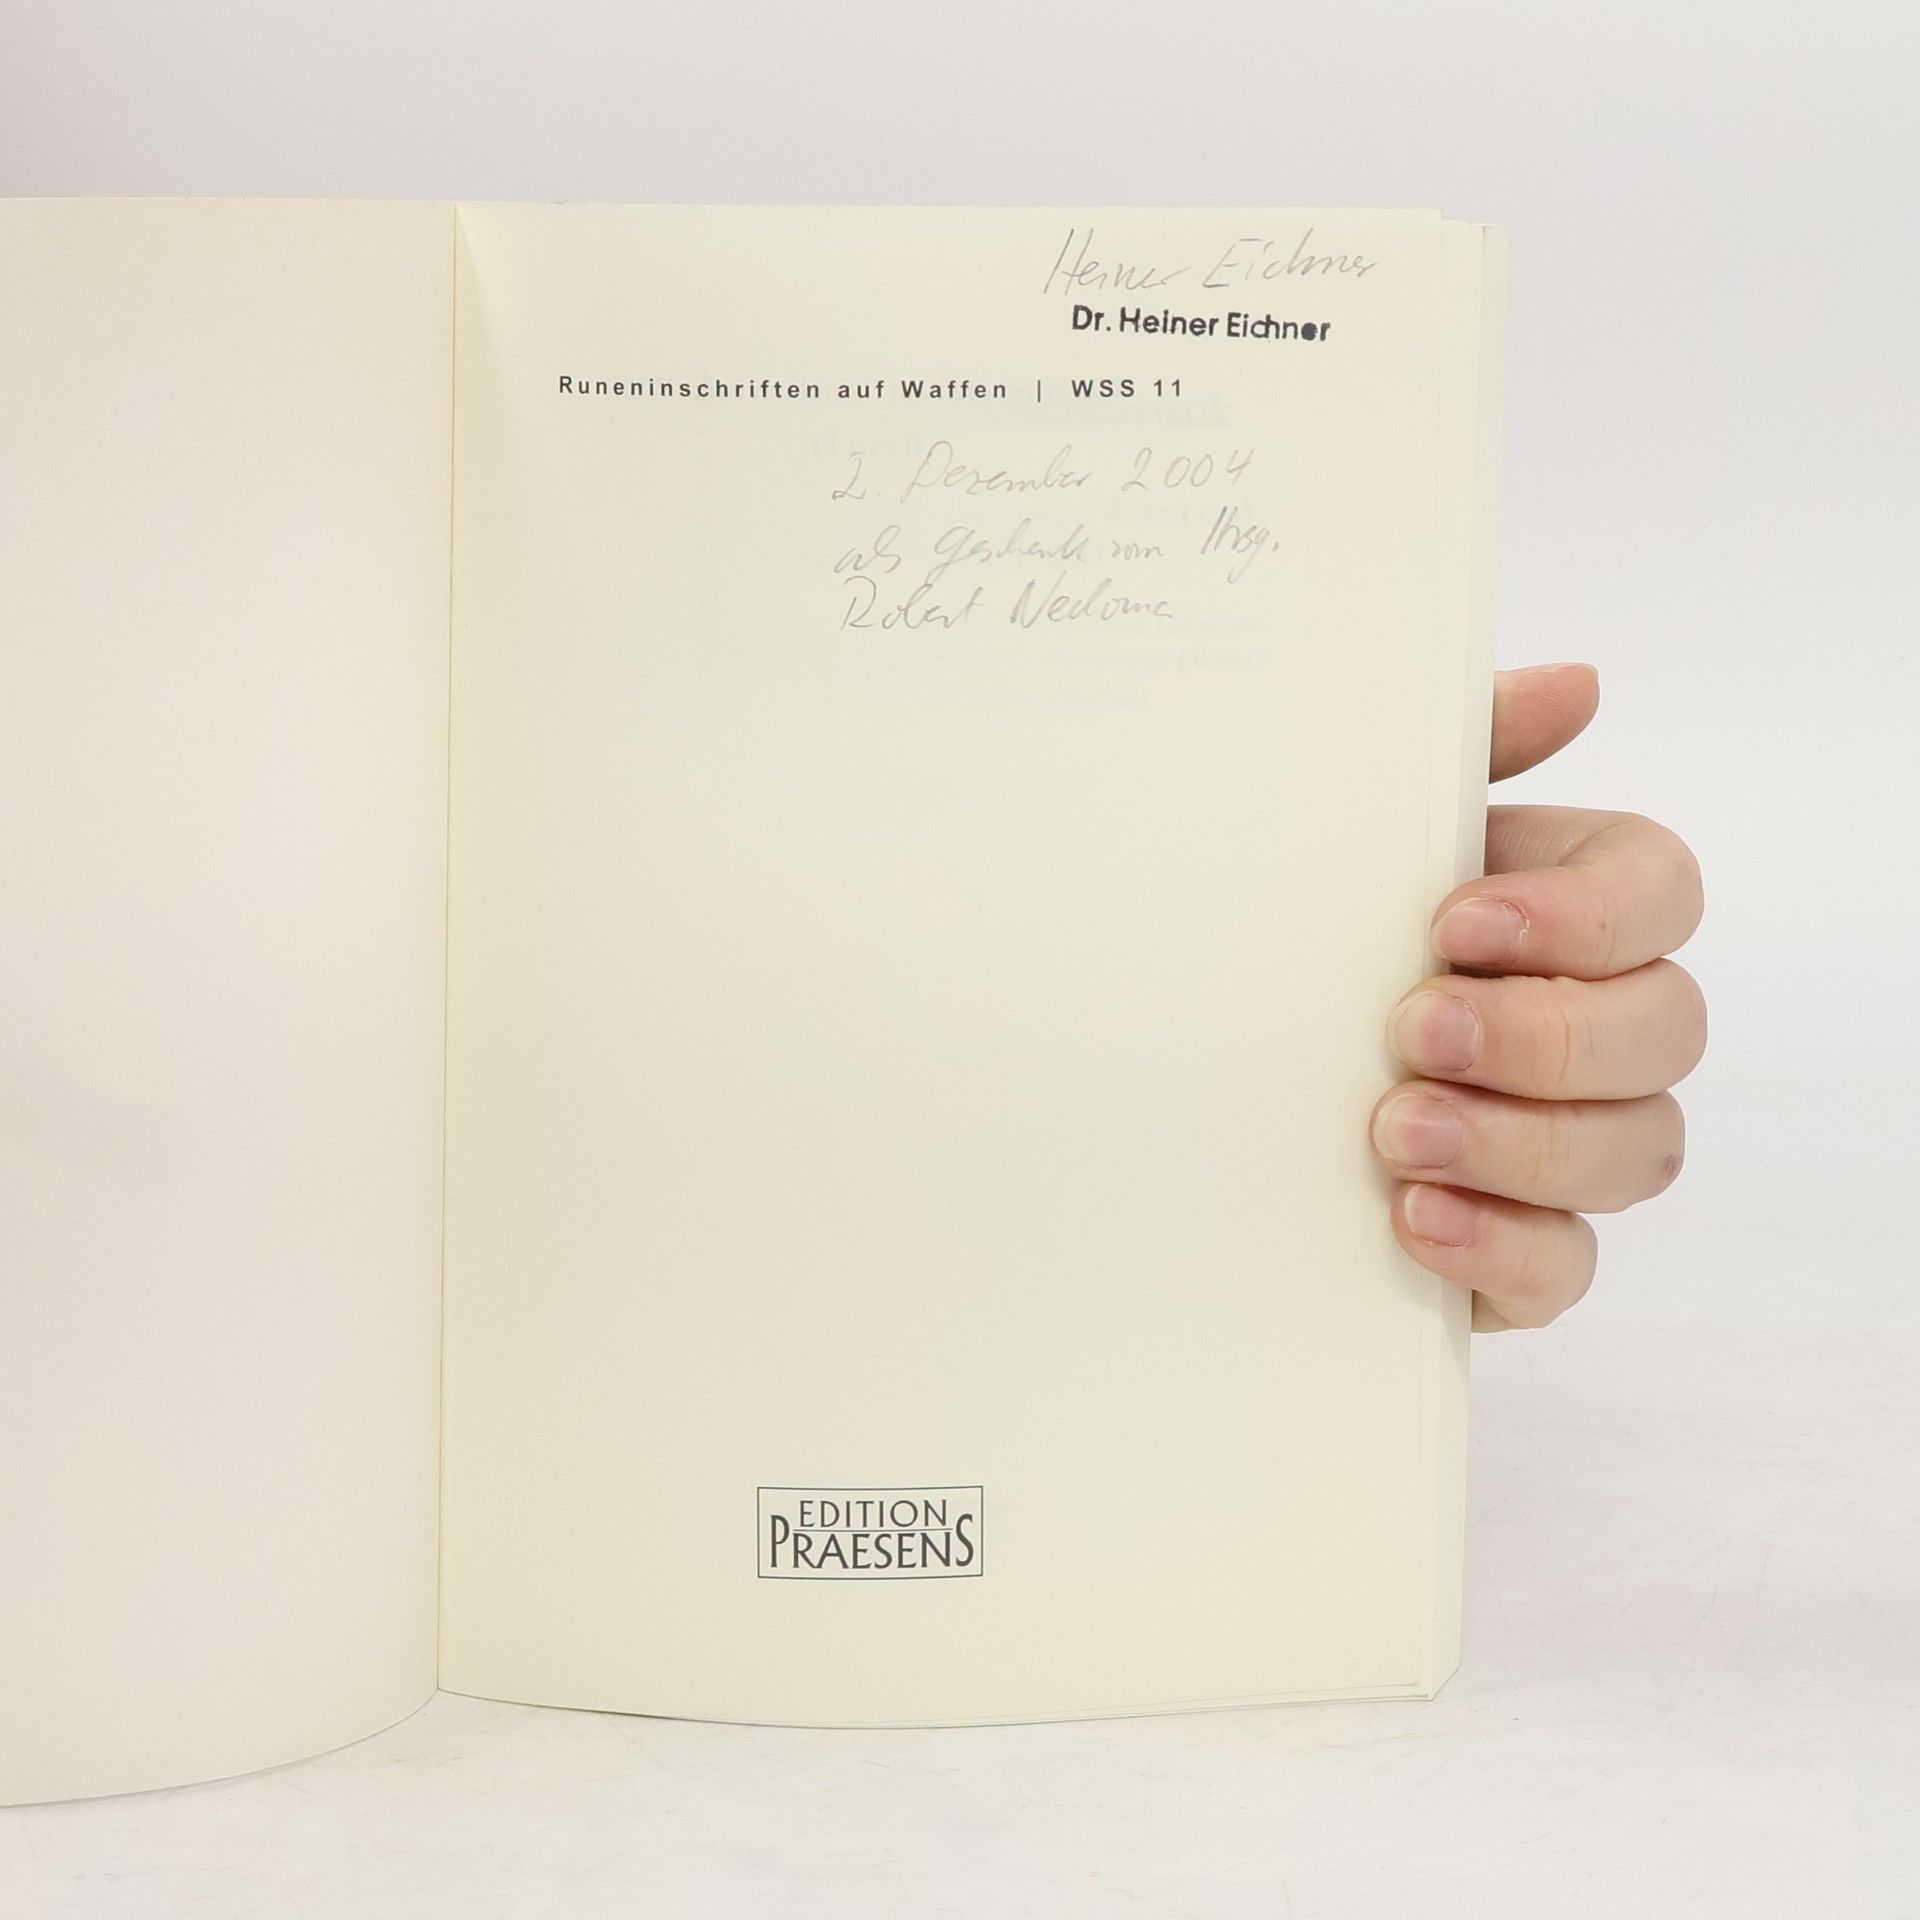 Heiner Eichner
Dr. Heiner Eichner
Runeninschriften auf Waffen | WSS 11
2. Dezember 2004
als Geschenk vom Hrsg.
Robert Nedoma
EDITION
PRAESENS